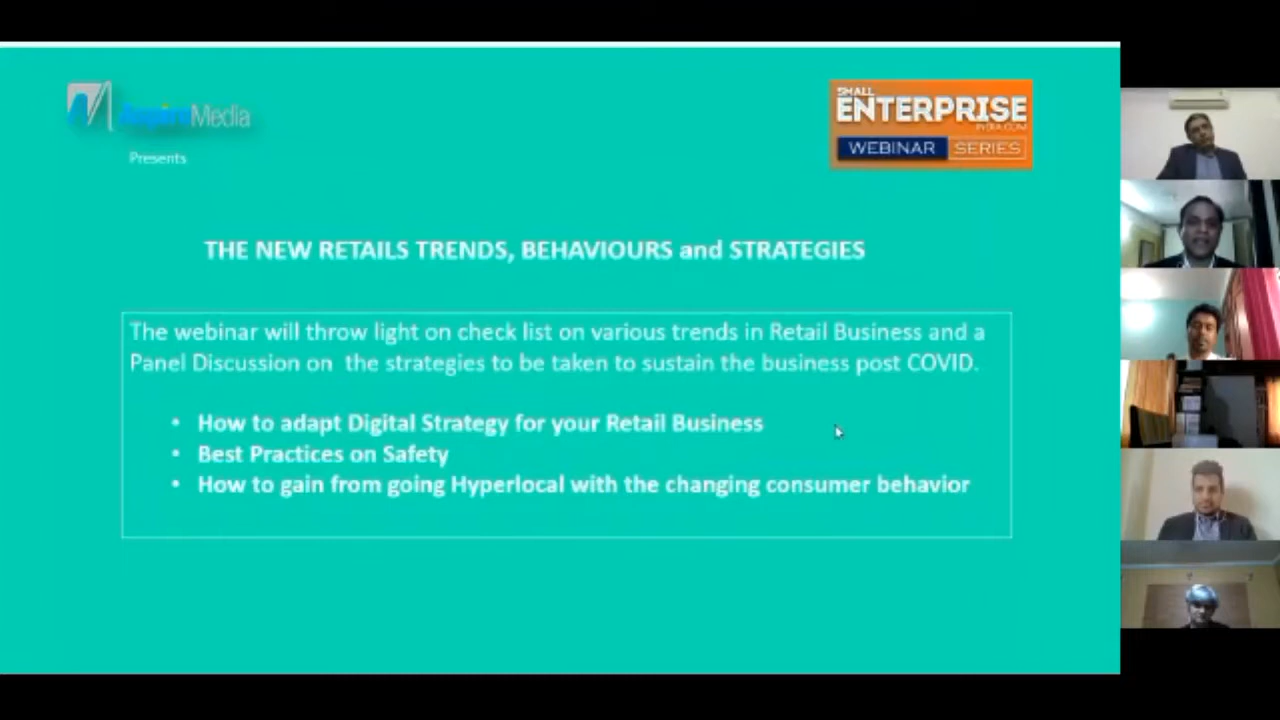 AspireMedia
Presents
SMALL
ENTERPRISE
INDIA.COM
WEBINAR SERIES
THE NEW RETAILS TRENDS, BEHAVIOURS and STRATEGIES
The webinar will throw light on check list on various trends in Retail Business and a
Panel Discussion on the strategies to be taken to sustain the business post COVID.
• How to adapt Digital Strategy for your Retail Business
• Best Practices on Safety
• How to gain from going Hyperlocal with the changing consumer behavior